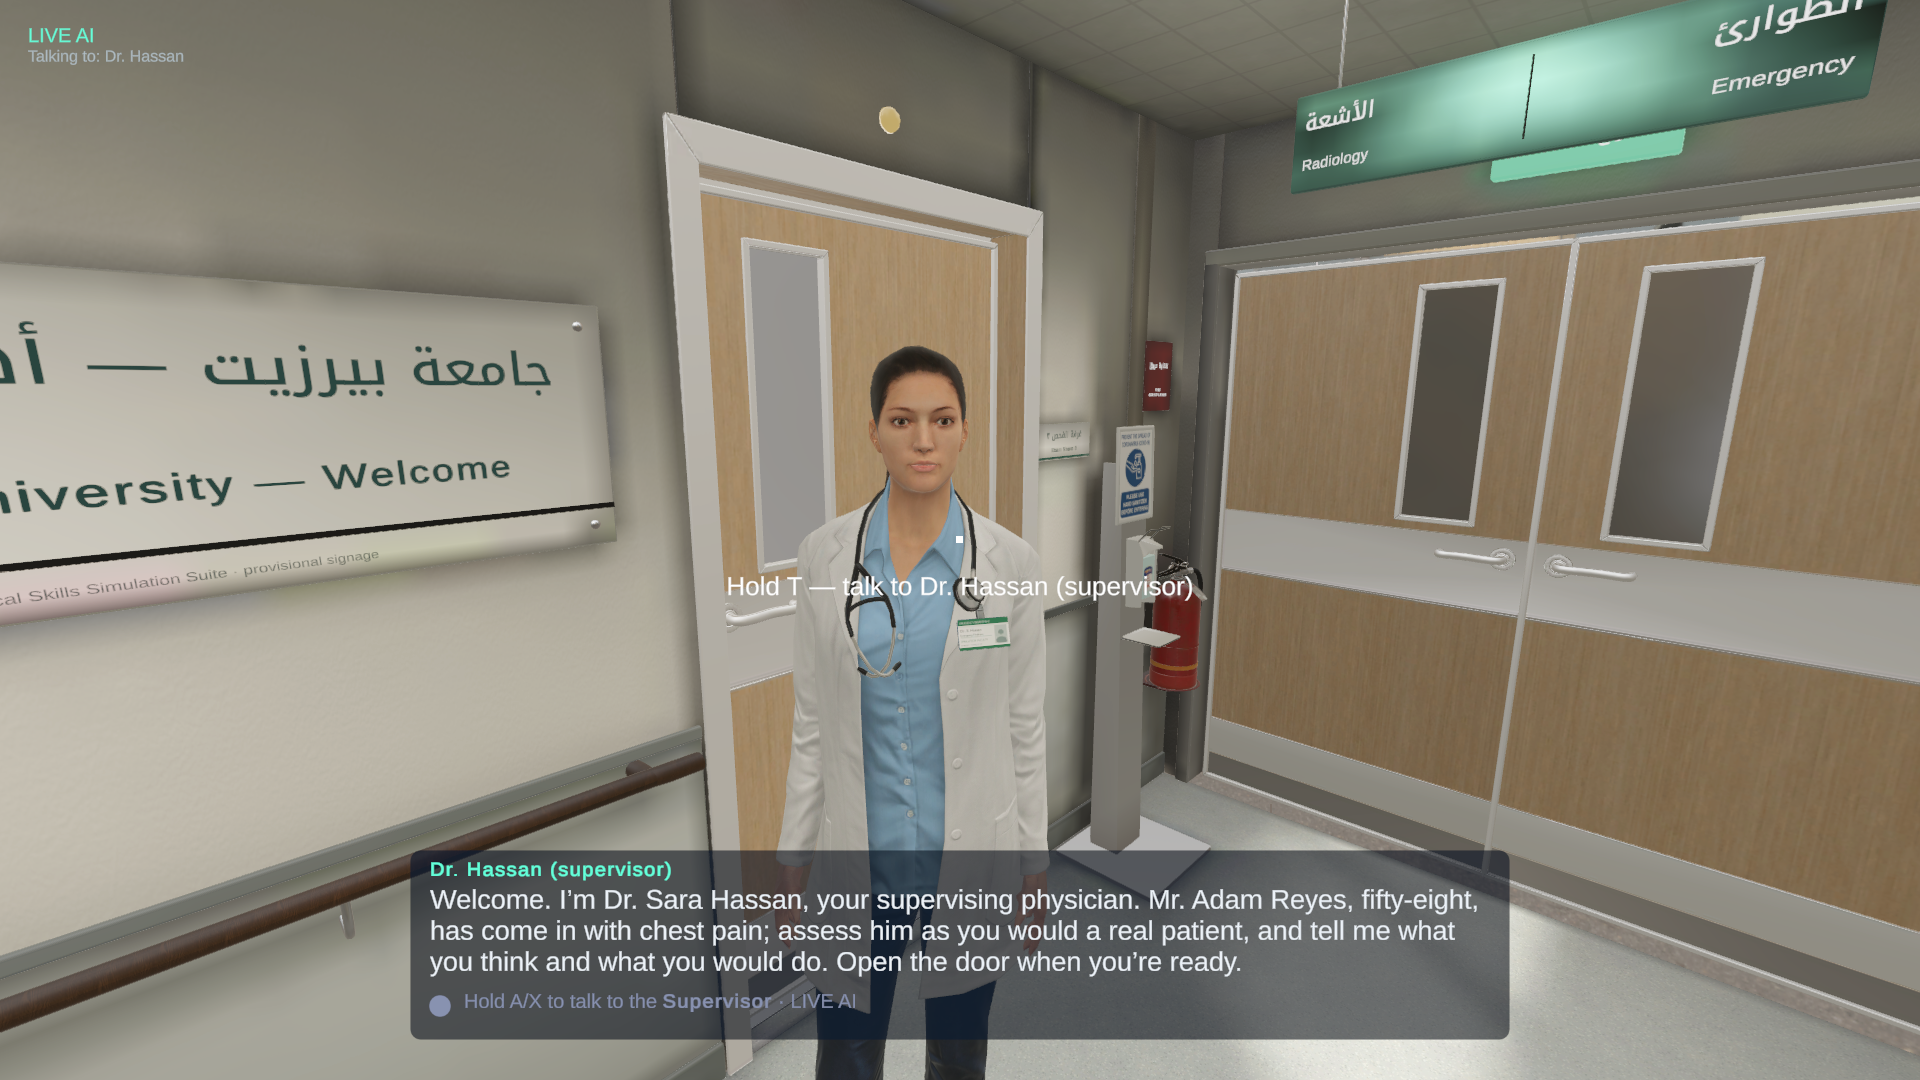 LIVE AI
Talking to: Dr. Hassan
الطوارئ
Emergency
الأشعة
Radiology
جامعة بيرزيت —
University — Welcome
Skills Simulation Suite · provisional signage
Hold T — talk to Dr. Hassan (supervisor)
Dr. Hassan (supervisor)
Welcome. I’m Dr. Sara Hassan, your supervising physician. Mr. Adam Reyes, fifty-eight,
has come in with chest pain; assess him as you would a real patient, and tell me what
you think and what you would do. Open the door when you’re ready.
Hold A/X to talk to the Supervisor · LIVE AI